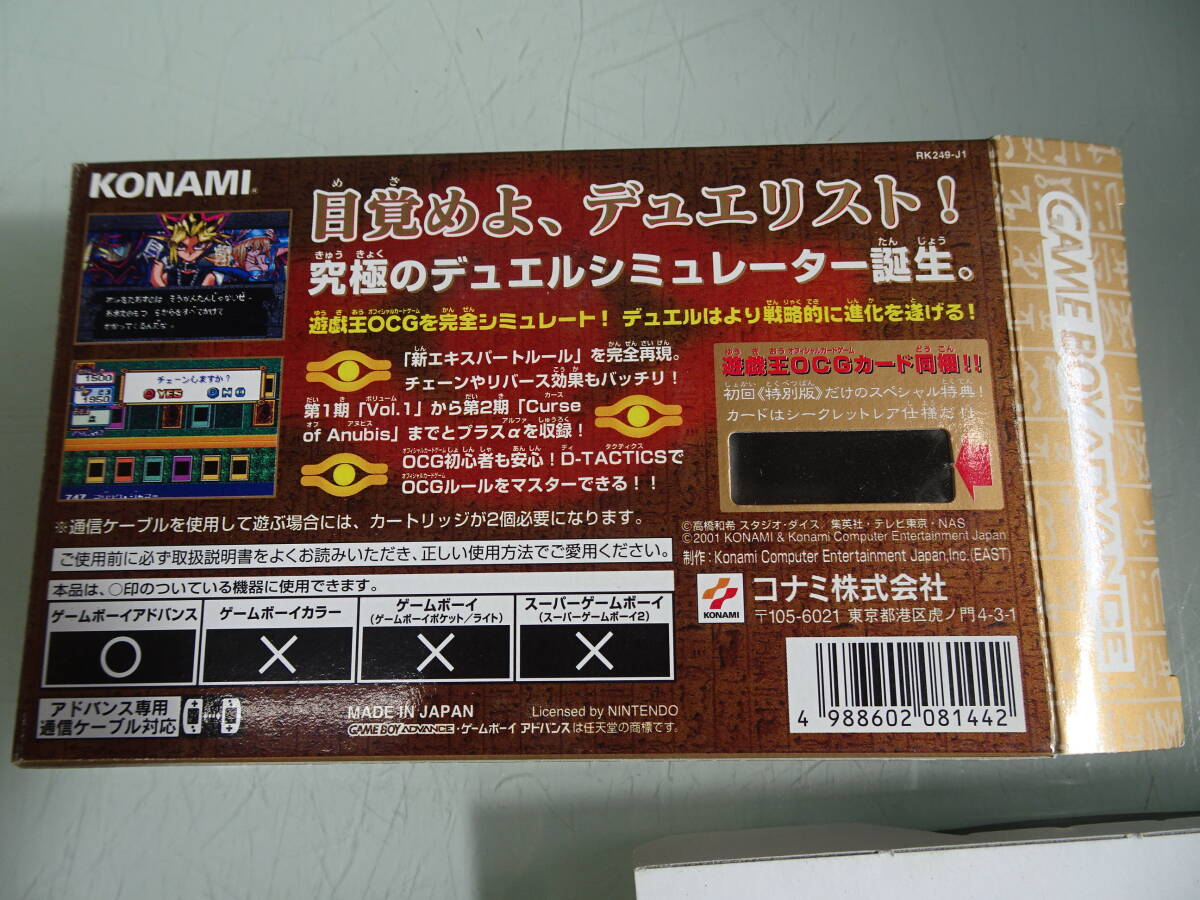 RK249-J1
KONAMI
目覚めよ、デュエリスト！
究極のデュエルシミュレーター誕生。
遊戯王OCGを完全シミュレート！ デュエルはより戦略的に進化を遂げる！
「新エキスパートルール」を完全再現。
チェーンやリバース効果もバッチリ！
第1期「Vol.1」から第2期「Curse
of Anubis」までとプラスαを収録！
OCG初心者も安心！D-TACTICSで
OCGルールをマスターできる！！
遊戯王OCGカード同梱!!
初回《特別版》だけのスペシャル特典！
カードはシークレットレア仕様だ!!
チェーンしますか？
YES NO
1500
1950
747
※通信ケーブルを使用して遊ぶ場合には、カートリッジが2個必要になります。
ご使用前に必ず取扱説明書をよくお読みいただき、正しい使用方法でご愛用ください。
本品は、○印のついている機器に使用できます。
ゲームボーイアドバンス
ゲームボーイカラー
ゲームボーイ
（ゲームボーイポケット／ライト）
スーパーゲームボーイ
（スーパーゲームボーイ2）
○ × × ×
アドバンス専用
通信ケーブル対応
MADE IN JAPAN
Licensed by NINTENDO
GAME BOY ADVANCE・ゲームボーイ アドバンスは任天堂の商標です。
©高橋和希 スタジオ・ダイス／集英社・テレビ東京・NAS
©2001 KONAMI & Konami Computer Entertainment Japan
制作：Konami Computer Entertainment Japan,Inc.(EAST)
KONAMI
コナミ株式会社
〒105-6021 東京都港区虎ノ門4-3-1
4 988602 081442
GAME BOY ADVANCE